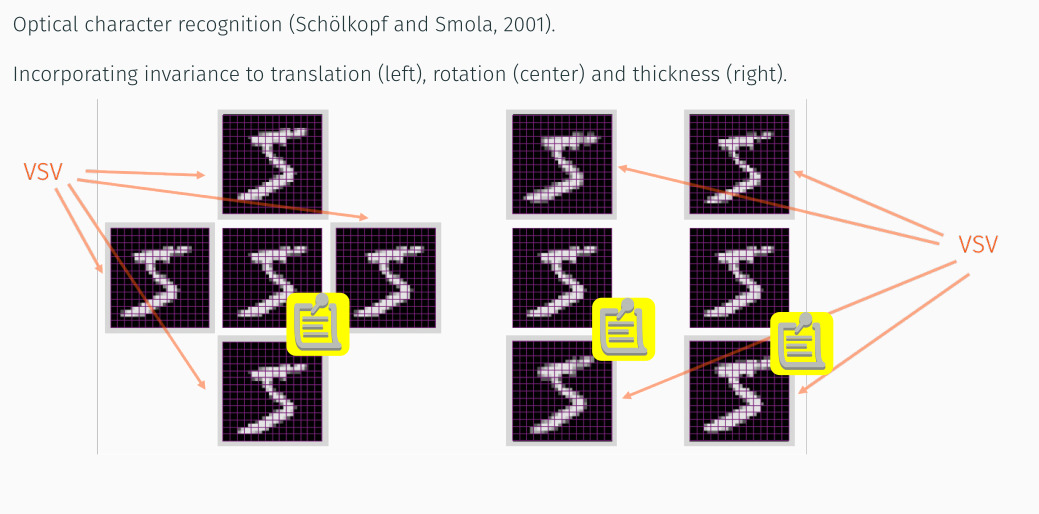 Optical character recognition (Schölkopf and Smola, 2001).
Incorporating invariance to translation (left), rotation (center) and thickness (right).
VSV
VSV